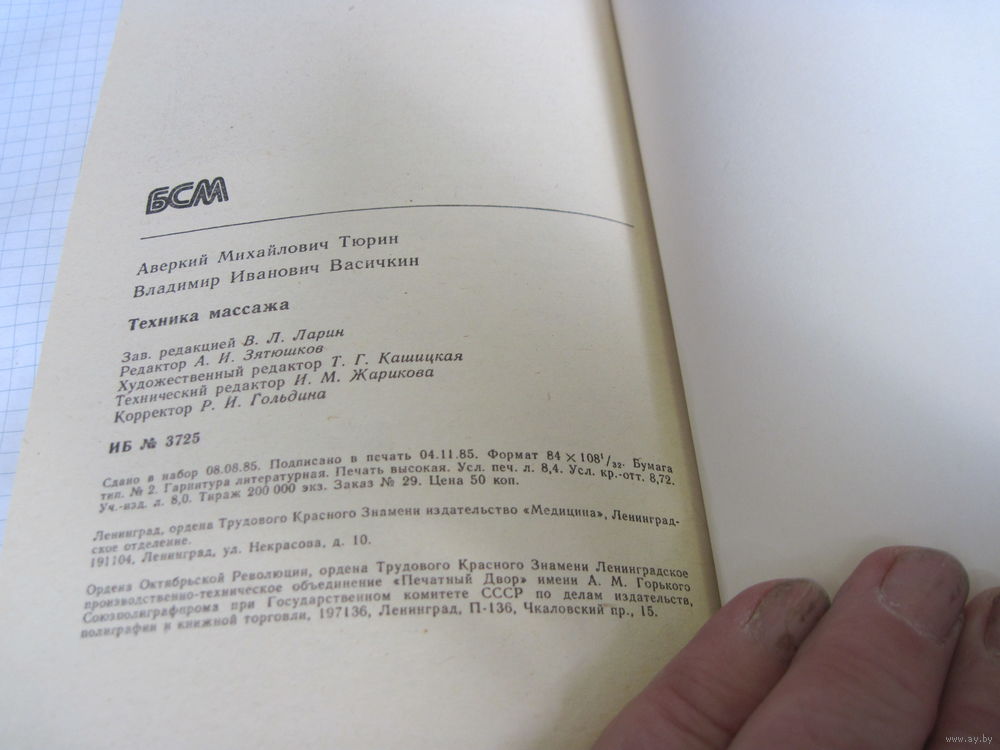 БСМ
Аверкий Михайлович Тюрин
Владимир Иванович Васичкин
Техника массажа
Зав. редакцией В. Л. Ларин
Редактор А. И. Зятюшков
Художественный редактор Т. Г. Кашицкая
Технический редактор И. М. Жарикова
Корректор Р. И. Гольдина
ИБ № 3725
Сдано в набор 08.08.85. Подписано в печать 04.11.85. Формат 84×108¹/₃₂. Бумага
тип. № 2. Гарнитура литературная. Печать высокая. Усл. печ. л. 8,4. Усл. кр.-отт. 8,72.
Уч.-изд. л. 8,0. Тираж 200 000 экз. Заказ № 29. Цена 50 коп.
Ленинград, ордена Трудового Красного Знамени издательство «Медицина», Ленинград-
ское отделение.
191104, Ленинград, ул. Некрасова, д. 10.
Ордена Октябрьской Революции, ордена Трудового Красного Знамени Ленинградское
производственно-техническое объединение «Печатный Двор» имени А. М. Горького
Союзполиграфпрома при Государственном комитете СССР по делам издательств,
полиграфии и книжной торговли, 197136, Ленинград, П-136, Чкаловский пр., 15.
www.ay.by